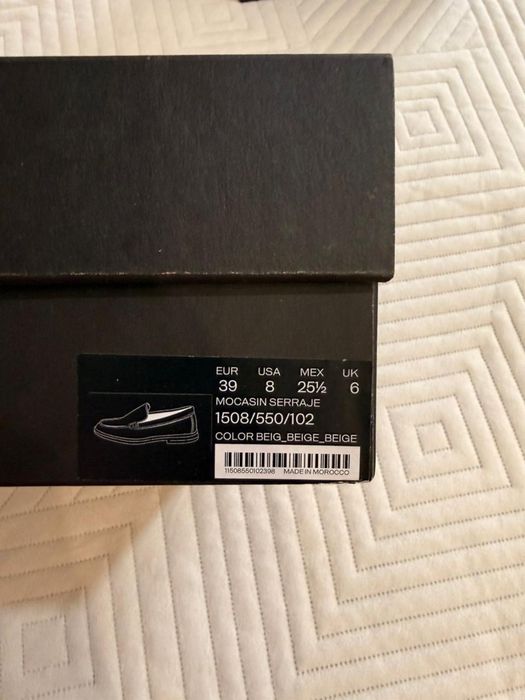 EUR USA MEX UK
39 8 25½ 6
MOCASIN SERRAJE
1508/550/102
COLOR BEIG_BEIGE_BEIGE
11508550102398 MADE IN MOROCCO